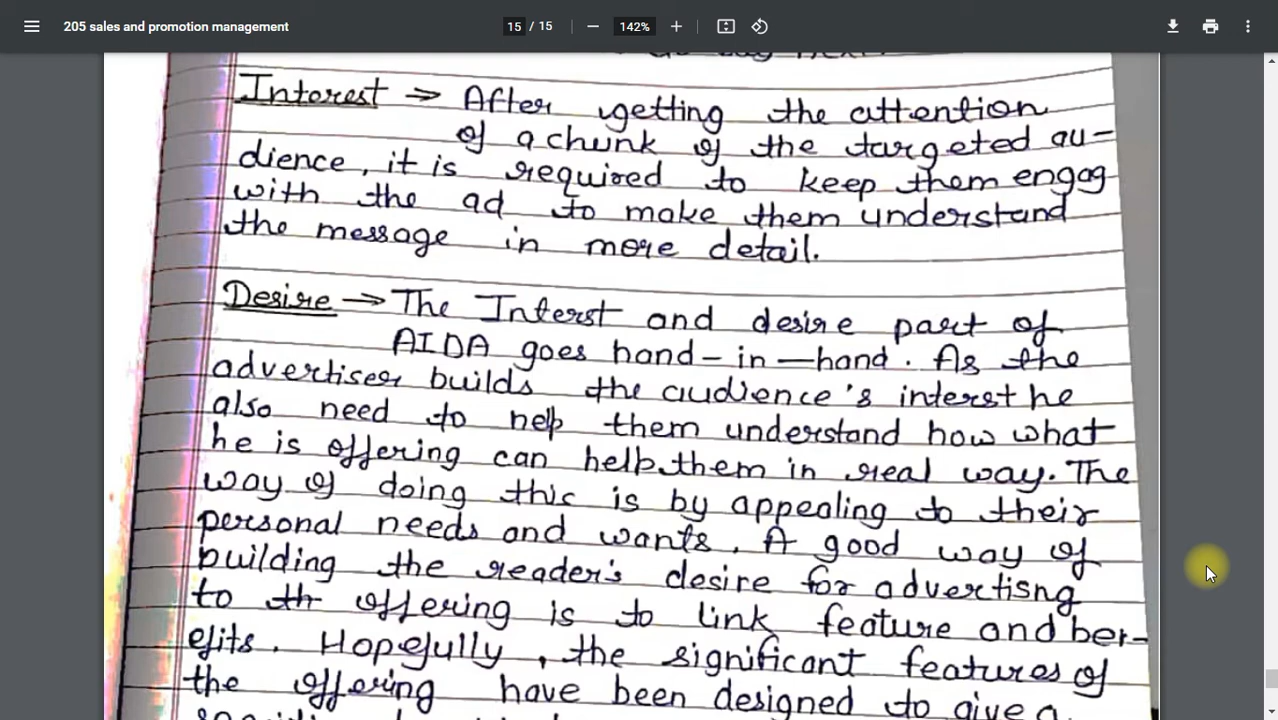 205 sales and promotion management
15 / 15
142%
Interest → After getting the attention
of a chunk of the targeted au-
dience, it is required to keep them engag
with the ad to make them understand
the message in more detail.
Desire → The Interst and desire part of
AIDA goes hand-in-hand. As the
advertiser builds the audience's interst he
also need to help them understand how what
he is offering can help them in real way. The
way of doing this is by appealing to their
personal needs and wants. A good way of
building the reader's desire for advertisng
to th offering is to link feature and ber-
efits. Hopefully, the significant features of
the offering have been designed to give a